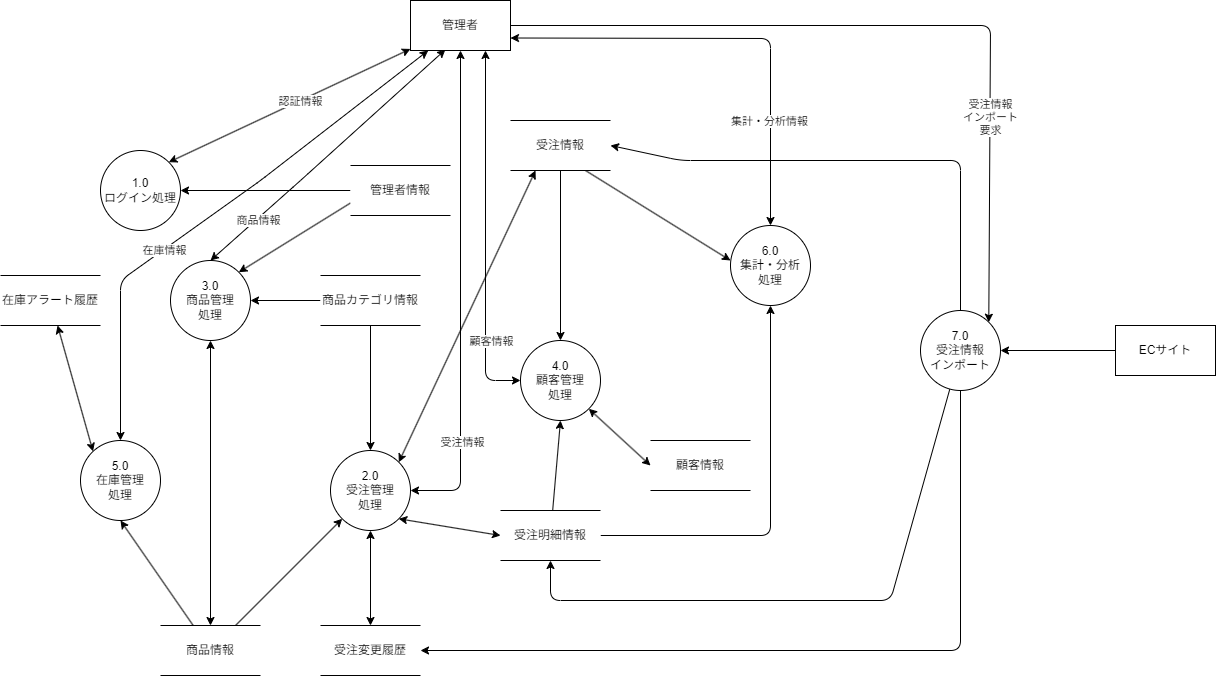 管理者
認証情報
受注情報
インポート
要求
集計・分析情報
受注情報
1.0
ログイン処理
管理者情報
商品情報
在庫情報
6.0
集計・分析
処理
在庫アラート履歴
3.0
商品管理
処理
商品カテゴリ情報
顧客情報
7.0
受注情報
インポート
ECサイト
4.0
顧客管理
処理
受注情報
顧客情報
5.0
在庫管理
処理
2.0
受注管理
処理
受注明細情報
商品情報
受注変更履歴